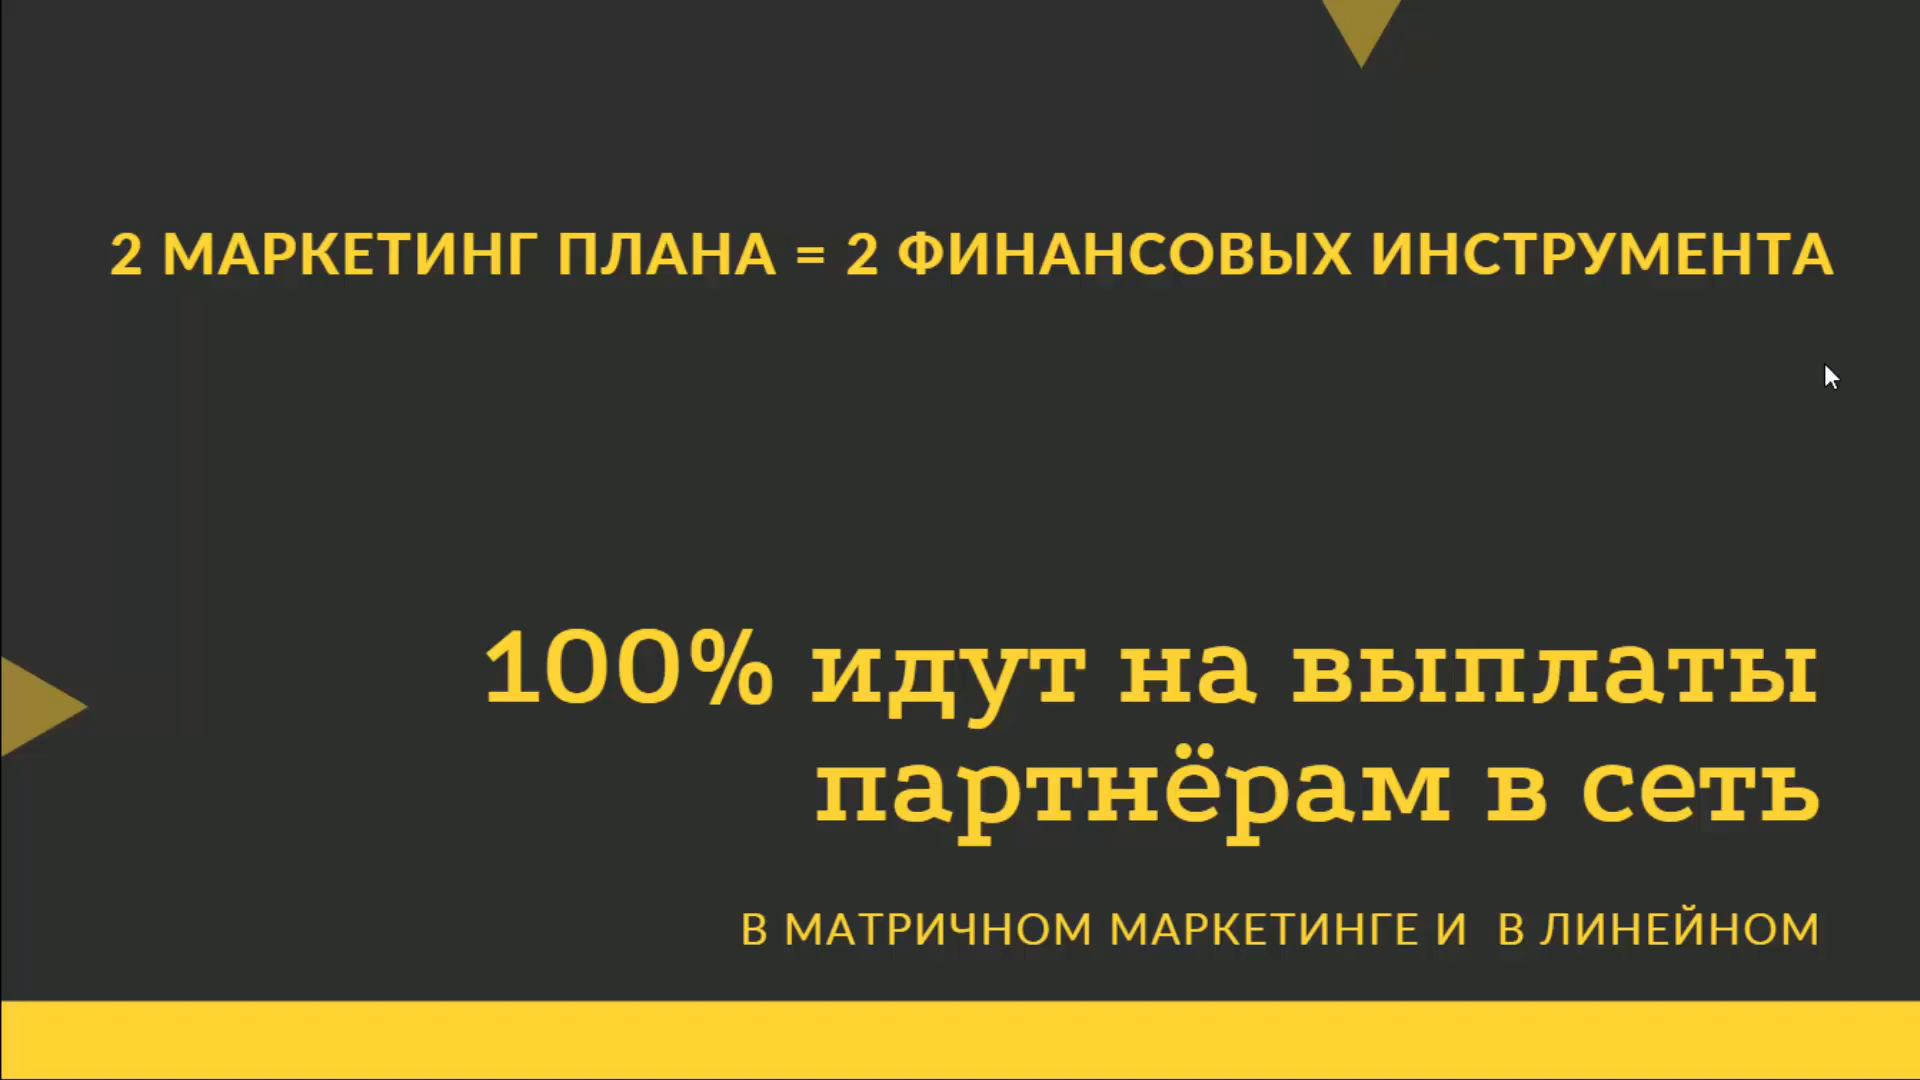 2 МАРКЕТИНГ ПЛАНА = 2 ФИНАНСОВЫХ ИНСТРУМЕНТА
100% идут на выплаты
партнёрам в сеть
В МАТРИЧНОМ МАРКЕТИНГЕ И В ЛИНЕЙНОМ